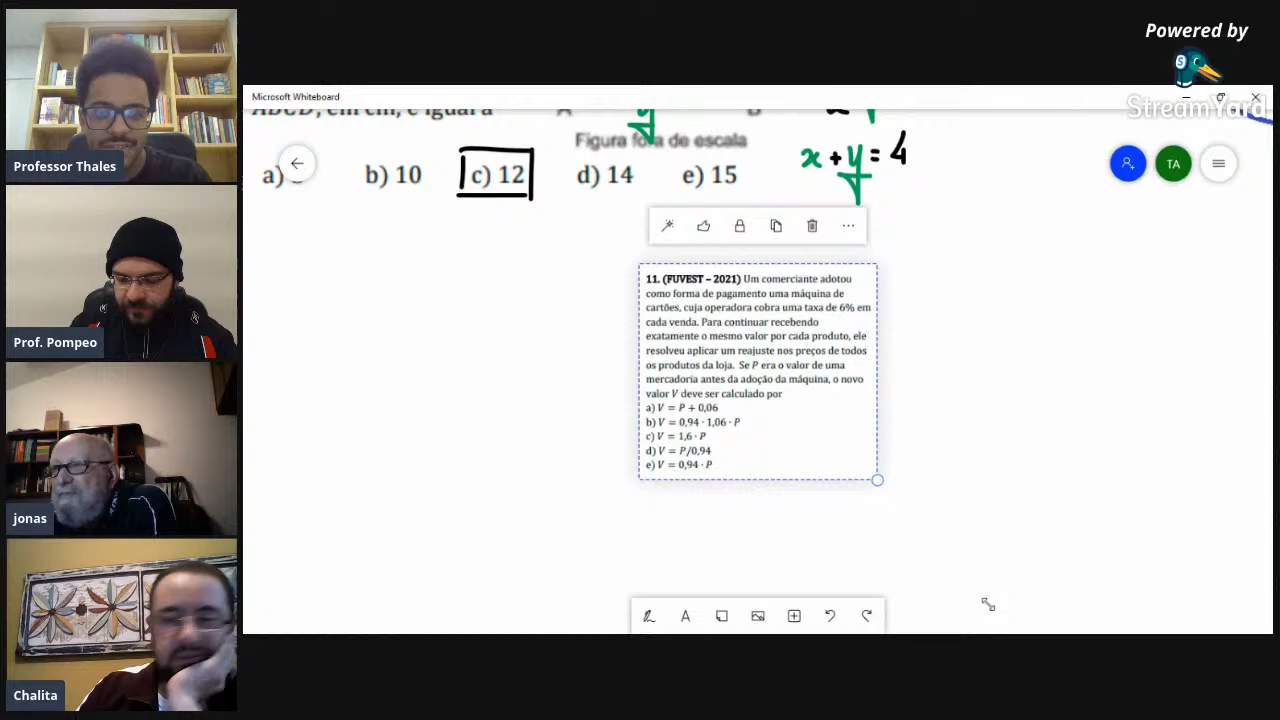 Powered by
StreamYard
Professor Thales
Prof. Pompeo
jonas
Chalita
Microsoft Whiteboard
ABCD, em cm, é igual a
Figura fora de escala
a)
b) 10
c) 12
d) 14
e) 15
x + y = 4
TA
11. (FUVEST – 2021) Um comerciante adotou
como forma de pagamento uma máquina de
cartões, cuja operadora cobra uma taxa de 6% em
cada venda. Para continuar recebendo
exatamente o mesmo valor por cada produto, ele
resolveu aplicar um reajuste nos preços de todos
os produtos da loja. Se P era o valor de uma
mercadoria antes da adoção da máquina, o novo
valor V deve ser calculado por
a) V = P + 0,06
b) V = 0,94 · 1,06 · P
c) V = 1,6 · P
d) V = P/0,94
e) V = 0,94 · P